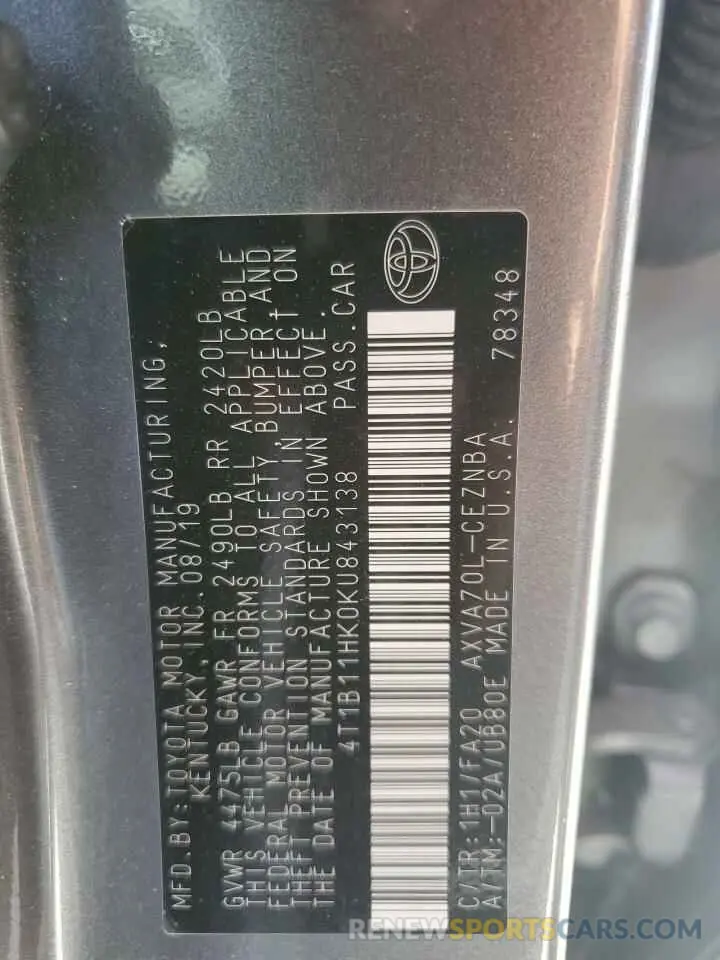 MFD. BY: TOYOTA MOTOR MANUFACTURING,
KENTUCKY, INC. 08/19
GVWR 4475LB GAWR FR 2490LB RR 2420LB
THIS VEHICLE CONFORMS TO ALL APPLICABLE
FEDERAL MOTOR VEHICLE SAFETY, BUMPER, AND
THEFT PREVENTION STANDARDS IN EFFECT ON
THE DATE OF MANUFACTURE SHOWN ABOVE.
4T1B11HK0KU843138 PASS. CAR
C/TR: 1H1/FA20 AXVA70L-CEZNBA
A/TM: -02A/UB80E MADE IN U.S.A. 78348
RENEWSPORTSCARS.COM